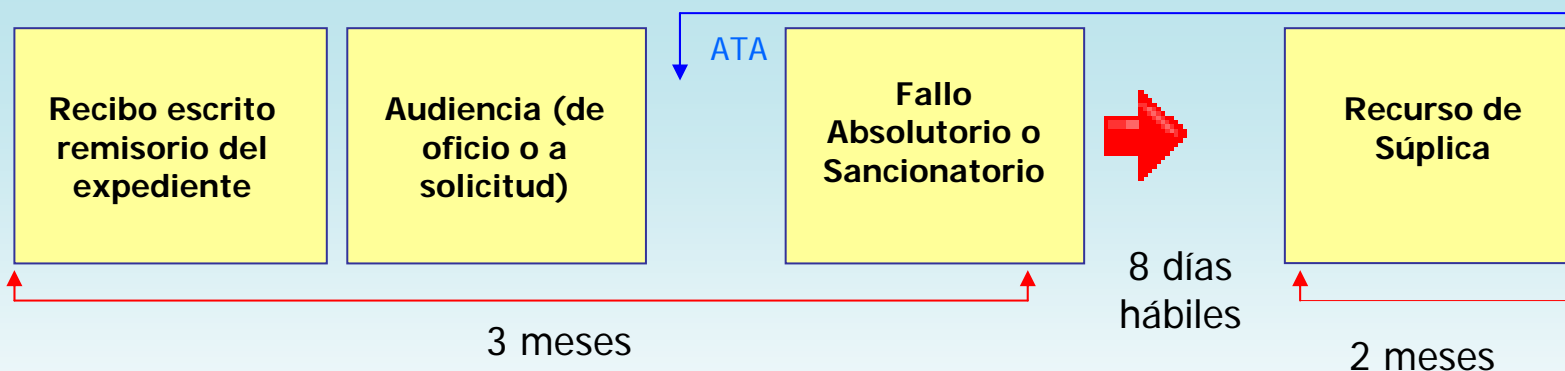 Recibo escrito
remisorio del
expediente
Audiencia (de
oficio o a
solicitud)
ATA
Fallo
Absolutorio o
Sancionatorio
8 días
hábiles
Recurso de
Súplica
3 meses
2 meses